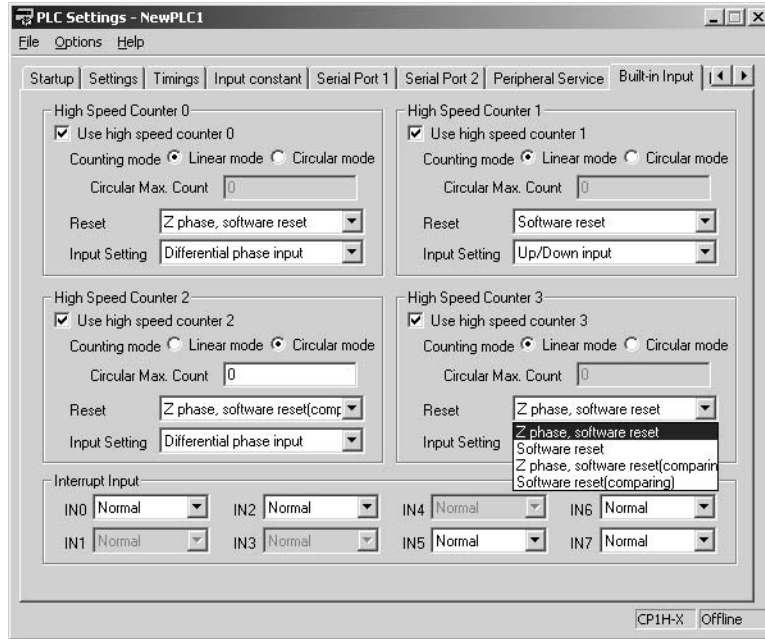 PLC Settings - NewPLC1
File Options Help
Startup Settings Timings Input constant Serial Port 1 Serial Port 2 Peripheral Service Built-in Input
High Speed Counter 0
Use high speed counter 0
Counting mode Linear mode Circular mode
Circular Max. Count 0
Reset Z phase, software reset
Input Setting Differential phase input
High Speed Counter 1
Use high speed counter 1
Counting mode Linear mode Circular mode
Circular Max. Count 0
Reset Software reset
Input Setting Up/Down input
High Speed Counter 2
Use high speed counter 2
Counting mode Linear mode Circular mode
Circular Max. Count 0
Reset Z phase, software reset(comp
Input Setting Differential phase input
High Speed Counter 3
Use high speed counter 3
Counting mode Linear mode Circular mode
Circular Max. Count 0
Reset Z phase, software reset
Z phase, software reset
Input Setting
Software reset
Z phase, software reset(comparin
Software reset(comparing)
Interrupt Input
IN0 Normal IN2 Normal IN4 Normal IN6 Normal
IN1 Normal IN3 Normal IN5 Normal IN7 Normal
CP1H-X Offline